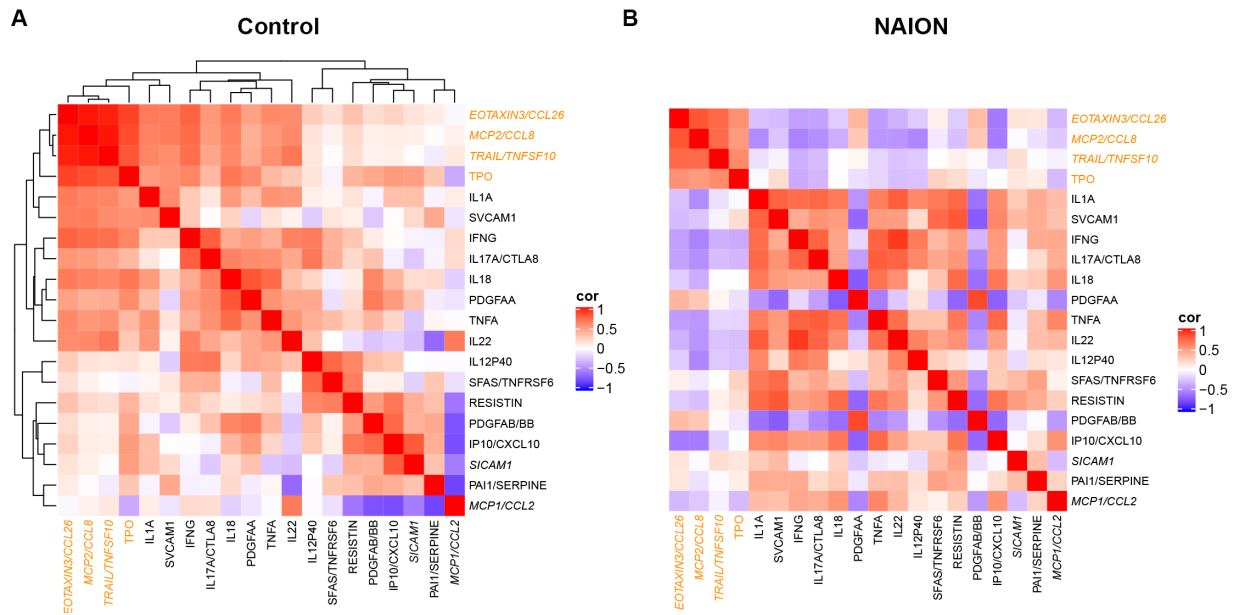 A
Control
EOTAXIN3/CCL26
MCP2/CCL8
TRAIL/TNFSF10
TPO
IL1A
SVCAM1
IFNG
IL17A/CTLA8
IL18
PDGFAA
TNFA
IL22
IL12P40
SFAS/TNFRSF6
RESISTIN
PDGFAB/BB
IP10/CXCL10
SICAM1
PAI1/SERPINE
MCP1/CCL2
cor
1
0.5
0
−0.5
−1
EOTAXIN3/CCL26
MCP2/CCL8
TRAIL/TNFSF10
TPO
IL1A
SVCAM1
IFNG
IL17A/CTLA8
IL18
PDGFAA
TNFA
IL22
IL12P40
SFAS/TNFRSF6
RESISTIN
PDGFAB/BB
IP10/CXCL10
SICAM1
PAI1/SERPINE
MCP1/CCL2
B
NAION
EOTAXIN3/CCL26
MCP2/CCL8
TRAIL/TNFSF10
TPO
IL1A
SVCAM1
IFNG
IL17A/CTLA8
IL18
PDGFAA
TNFA
IL22
IL12P40
SFAS/TNFRSF6
RESISTIN
PDGFAB/BB
IP10/CXCL10
SICAM1
PAI1/SERPINE
MCP1/CCL2
cor
1
0.5
0
−0.5
−1
EOTAXIN3/CCL26
MCP2/CCL8
TRAIL/TNFSF10
TPO
IL1A
SVCAM1
IFNG
IL17A/CTLA8
IL18
PDGFAA
TNFA
IL22
IL12P40
SFAS/TNFRSF6
RESISTIN
PDGFAB/BB
IP10/CXCL10
SICAM1
PAI1/SERPINE
MCP1/CCL2